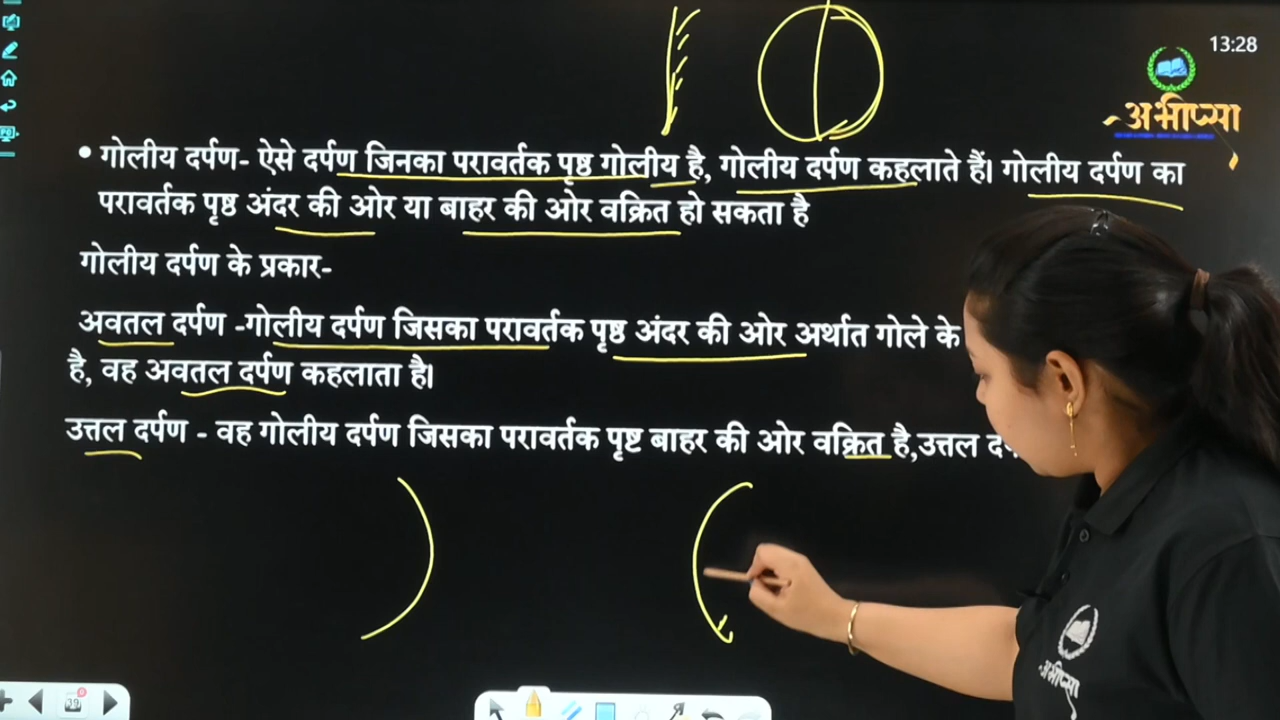 13:28
अभीप्सा
• गोलीय दर्पण- ऐसे दर्पण जिनका परावर्तक पृष्ठ गोलीय है, गोलीय दर्पण कहलाते हैं। गोलीय दर्पण का
परावर्तक पृष्ठ अंदर की ओर या बाहर की ओर वक्रित हो सकता है
गोलीय दर्पण के प्रकार-
अवतल दर्पण -गोलीय दर्पण जिसका परावर्तक पृष्ठ अंदर की ओर अर्थात गोले के
है, वह अवतल दर्पण कहलाता है।
उत्तल दर्पण - वह गोलीय दर्पण जिसका परावर्तक पृष्ट बाहर की ओर वक्रित है,उत्तल
अभीप्सा